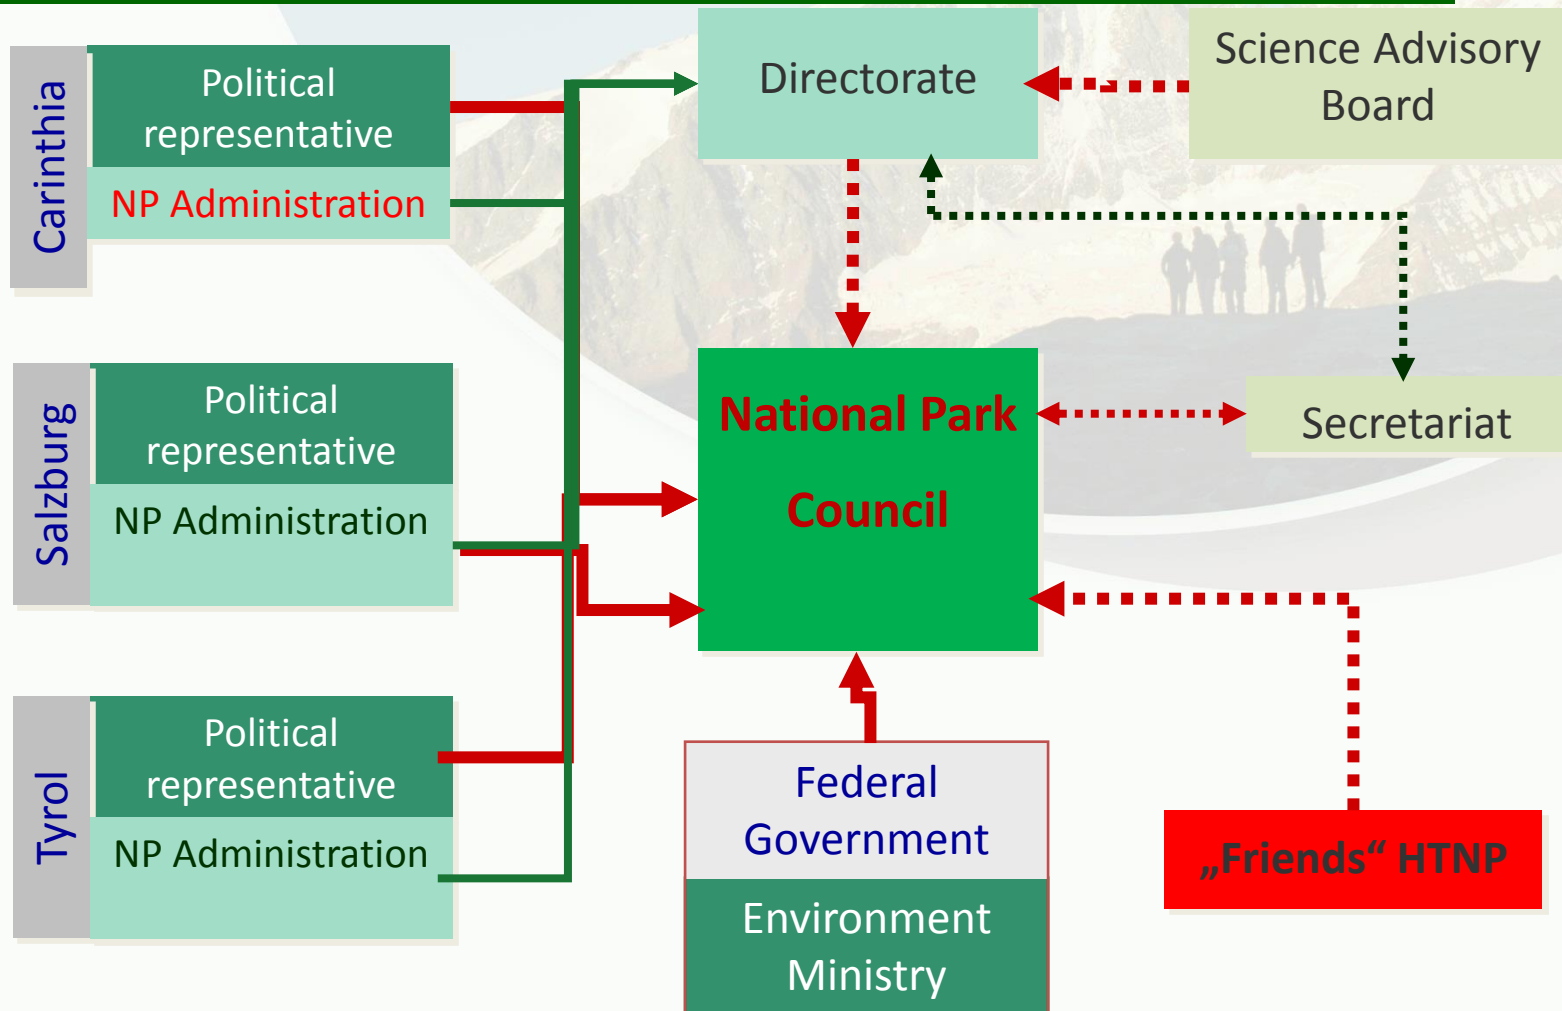 Carinthia
Political
representative
NP Administration
Directorate
Science Advisory
Board
Salzburg
Political
representative
NP Administration
National Park
Council
Secretariat
Tyrol
Political
representative
NP Administration
Federal
Government
Environment
Ministry
„Friends“ HTNP